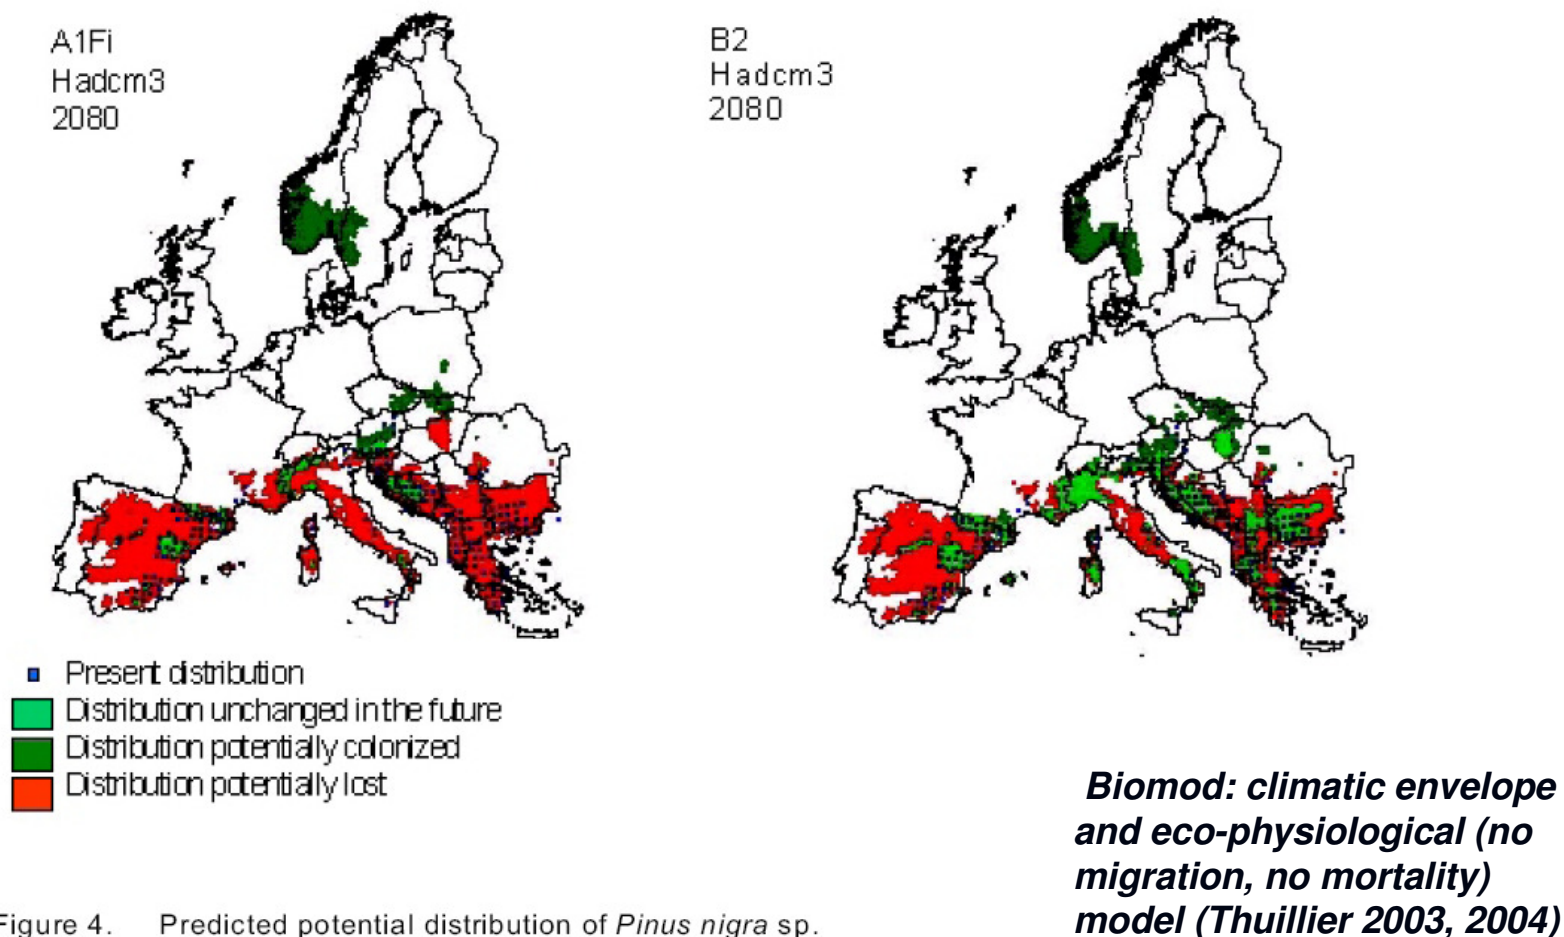 A1Fi
Hadcm3
2080
B2
Hadcm3
2080
Present distribution
Distribution unchanged in the future
Distribution potentially colonized
Distribution potentially lost
Biomod: climatic envelope
and eco-physiological (no
migration, no mortality)
model (Thuillier 2003, 2004)
Figure 4. Predicted potential distribution of Pinus nigra sp.